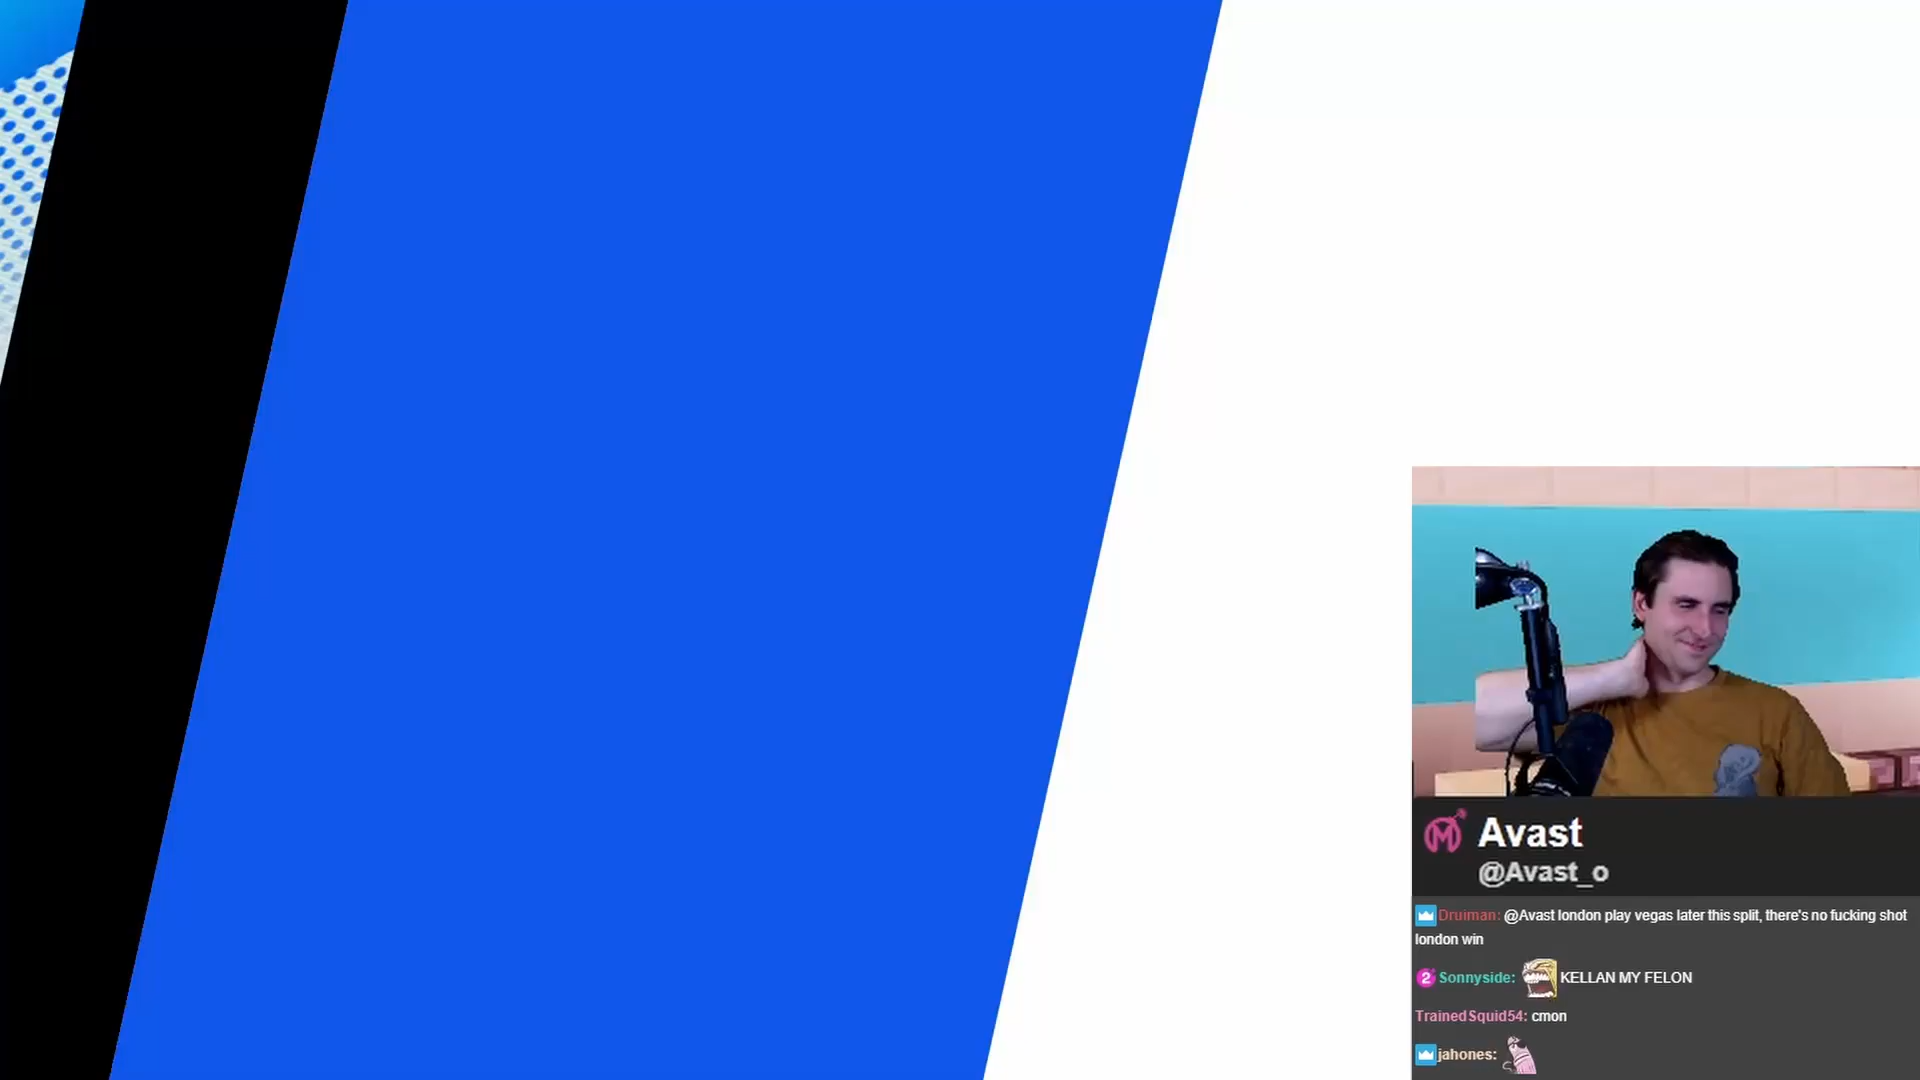 Avast
@Avast_o
Druiman: @Avast london play vegas later this split, there's no fucking shot
london win
2 Sonnyside: KELLAN MY FELON
TrainedSquid54: cmon
jahones: